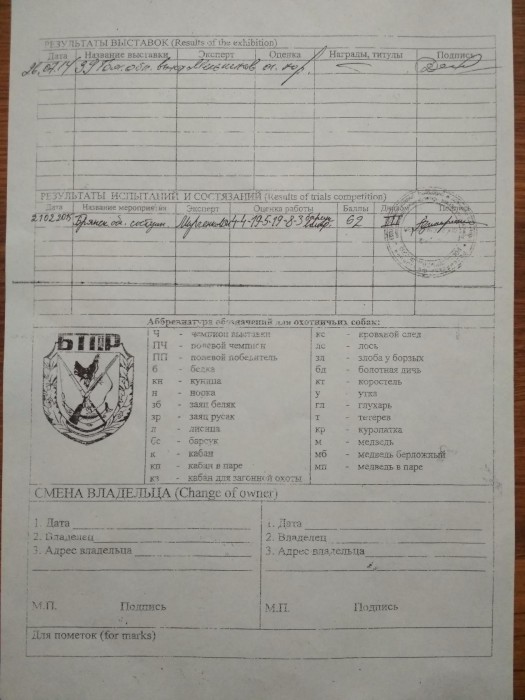 РЕЗУЛЬТАТЫ ВЫСТАВОК (Results of the exhibition)
Дата Название выставки Эксперт Оценка Награды, титулы Подпись
оч. хор.
РЕЗУЛЬТАТЫ ИСПЫТАНИЙ И СОСТЯЗАНИЙ (Results of trials competition)
Дата Название мероприятия Эксперт Оценка работы Баллы
62 III
Аббревиатура обозначений для охотничьих собак:
БТПР
Ч - чемпион выставки
ПЧ - полевой чемпион
ПП - полевой победитель
б - белка
кн - куница
н - норка
зб - заяц беляк
зр - заяц русак
л - лисица
бс - барсук
к - кабан
кп - кабан в паре
кз - кабан для загонной охоты
кс - кровавой след
лс - лось
зл - злоба у борзых
бд - болотная дичь
кт - коростель
у - утка
гл - глухарь
т - тетерев
кр - куропатка
м - медведь
мб - медведь берложный
мп - медведь в паре
СМЕНА ВЛАДЕЛЬЦА (Change of owner)
1. Дата
2. Владелец
3. Адрес владельца
М.П. Подпись
1. Дата
2. Владелец
3. Адрес владельца
М.П. Подпись
Для пометок (for marks)